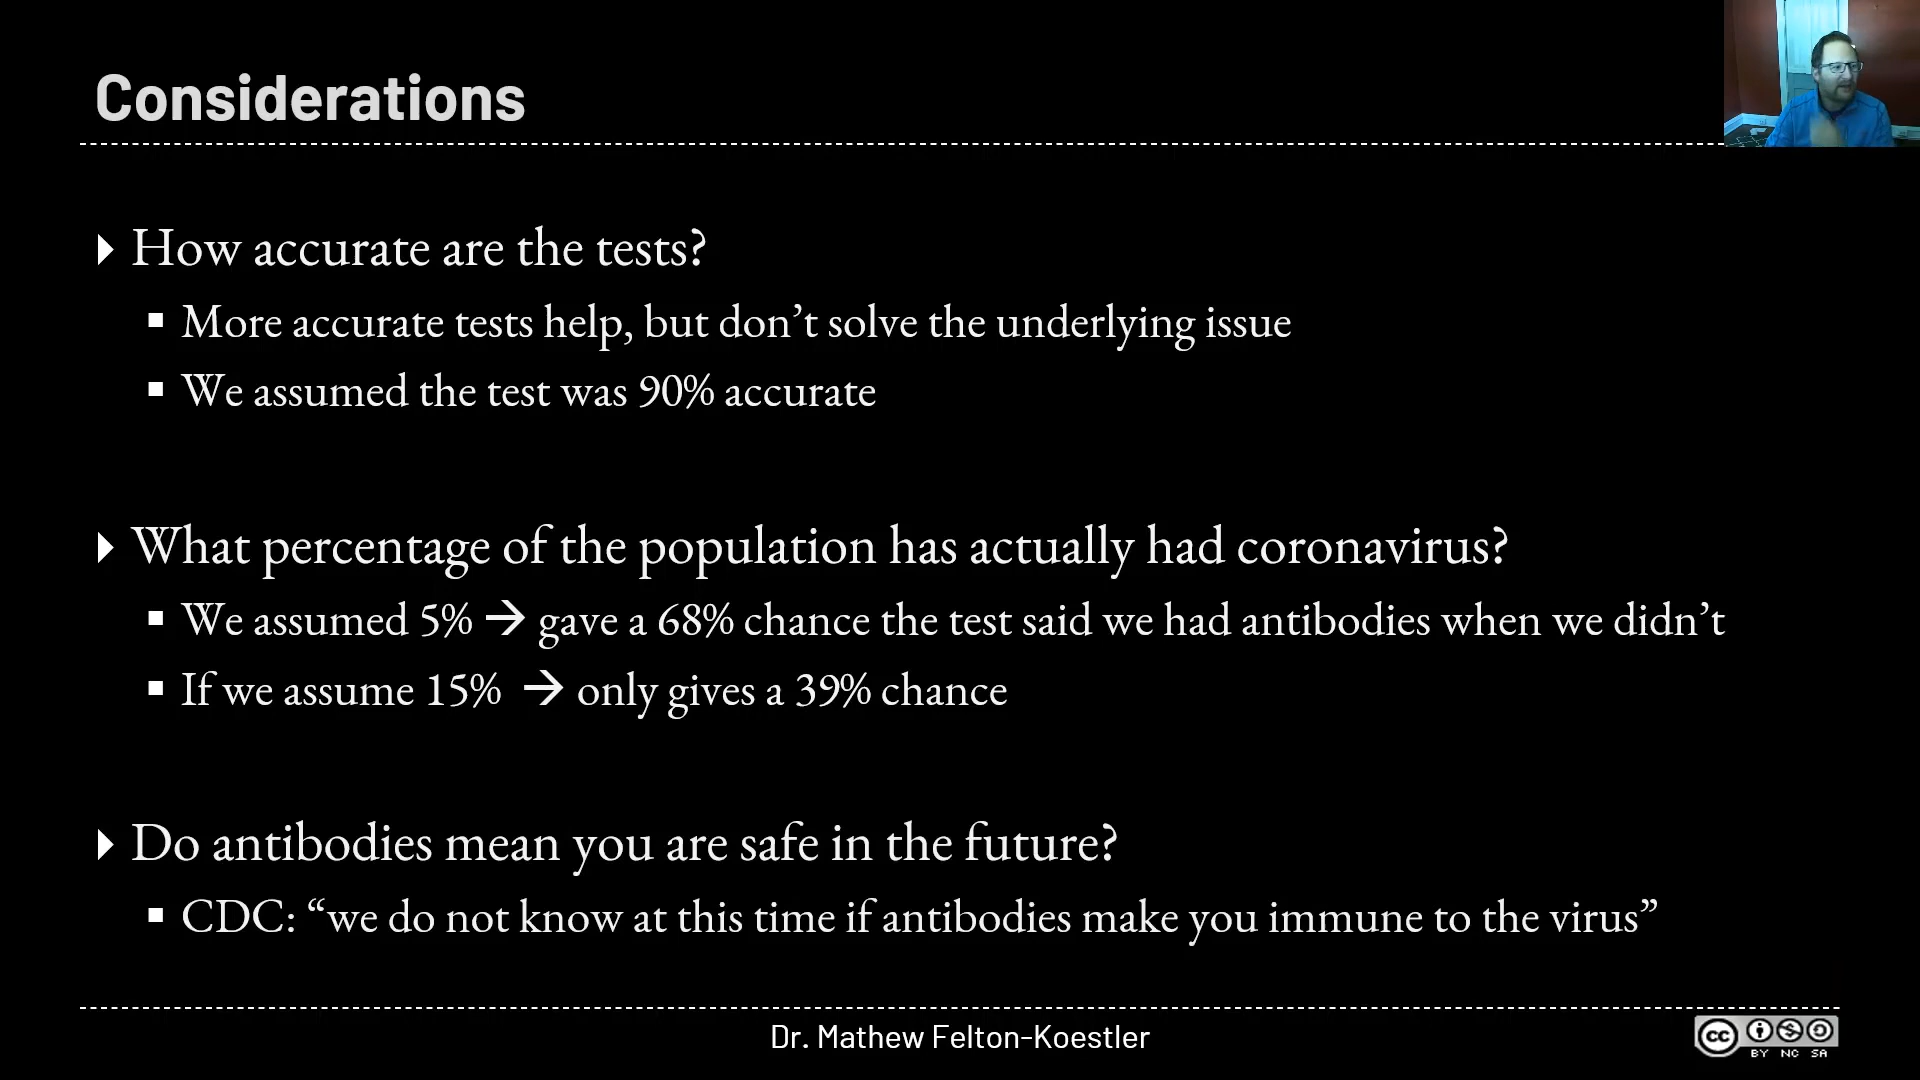 Considerations
How accurate are the tests?
More accurate tests help, but don’t solve the underlying issue
We assumed the test was 90% accurate
What percentage of the population has actually had coronavirus?
We assumed 5% → gave a 68% chance the test said we had antibodies when we didn’t
If we assume 15% → only gives a 39% chance
Do antibodies mean you are safe in the future?
CDC: “we do not know at this time if antibodies make you immune to the virus”
Dr. Mathew Felton-Koestler
cc
BY NC SA